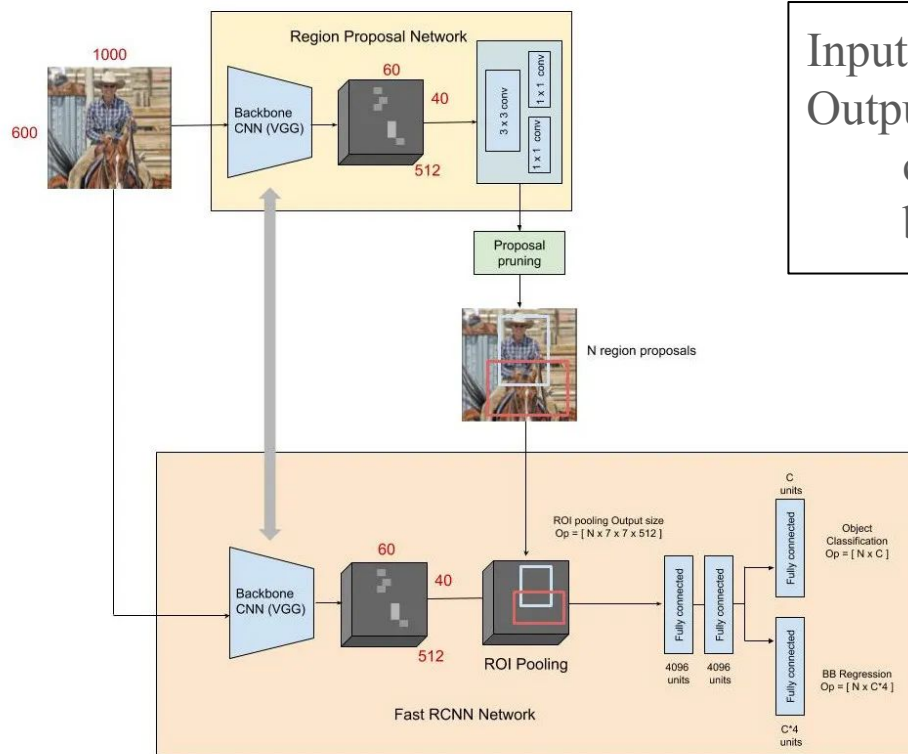 Region Proposal Network
1000
600
Backbone
CNN (VGG)
60
40
512
3 x 3 conv
1 x 1 conv
1 x 1 conv
Input
Proposal
pruning
N region proposals
C
units
ROI pooling Output size
Op = [ N x 7 x 7 x 512 ]
Fully connected
Object
Classification
Op = [ N x C ]
Backbone
CNN (VGG)
60
40
512
ROI Pooling
Fully connected
Fully connected
4096
units
4096
units
Fully connected
BB Regression
Op = [ N x C*4 ]
C*4
units
Fast RCNN Network